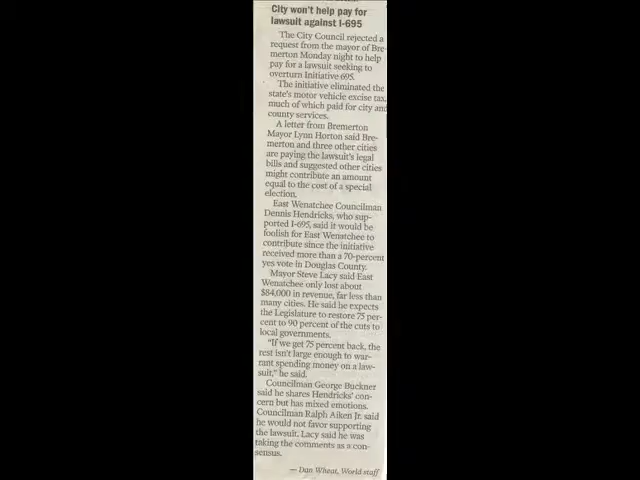 City won't help pay for
lawsuit against I-695
The City Council rejected a
request from the mayor of Bre-
merton Monday night to help
pay for a lawsuit seeking to
overturn Initiative 695.
The initiative eliminated the
state's motor vehicle excise tax,
much of which paid for city and
county services.
A letter from Bremerton
Mayor Lynn Horton said Bre-
merton and three other cities
are paying the lawsuit's legal
bills and suggested other cities
might contribute an amount
equal to the cost of a special
election.
East Wenatchee Councilman
Dennis Hendricks, who sup-
ported I-695, said it would be
foolish for East Wenatchee to
contribute since the initiative
received more than a 70-percent
yes vote in Douglas County.
Mayor Steve Lacy said East
Wenatchee only lost about
$84,000 in revenue, far less than
many cities. He said he expects
the Legislature to restore 75 per-
cent to 90 percent of the cuts to
local governments.
"If we get 75 percent back, the
rest isn't large enough to war-
rant spending money on a law-
suit," he said.
Councilman George Buckner
said he shares Hendricks' con-
cern but has mixed emotions.
Councilman Ralph Aiken Jr. said
he would not favor supporting
the lawsuit. Lacy said he was
taking the comments as a con-
sensus.
— Dan Wheat, World staff